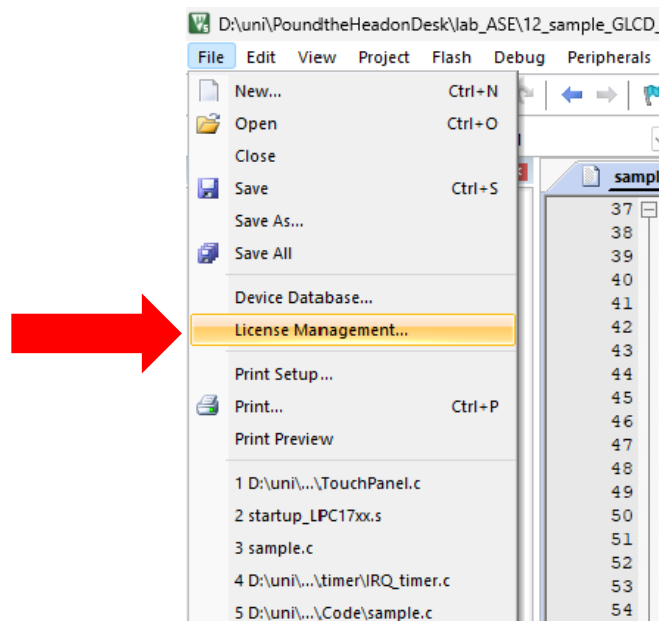 D:\uni\PoundtheHeadonDesk\lab_ASE\12_sample_GLCD_
File Edit View Project Flash Debug Peripherals
New... Ctrl+N
Open Ctrl+O
Close
Save Ctrl+S
sampl
Save As...
Save All
Device Database...
License Management...
Print Setup...
Print... Ctrl+P
Print Preview
1 D:\uni\...\TouchPanel.c
2 startup_LPC17xx.s
3 sample.c
4 D:\uni\...\timer\IRQ_timer.c
5 D:\uni\...\Code\sample.c
37
38
39
40
41
42
43
44
45
46
47
48
49
50
51
52
53
54